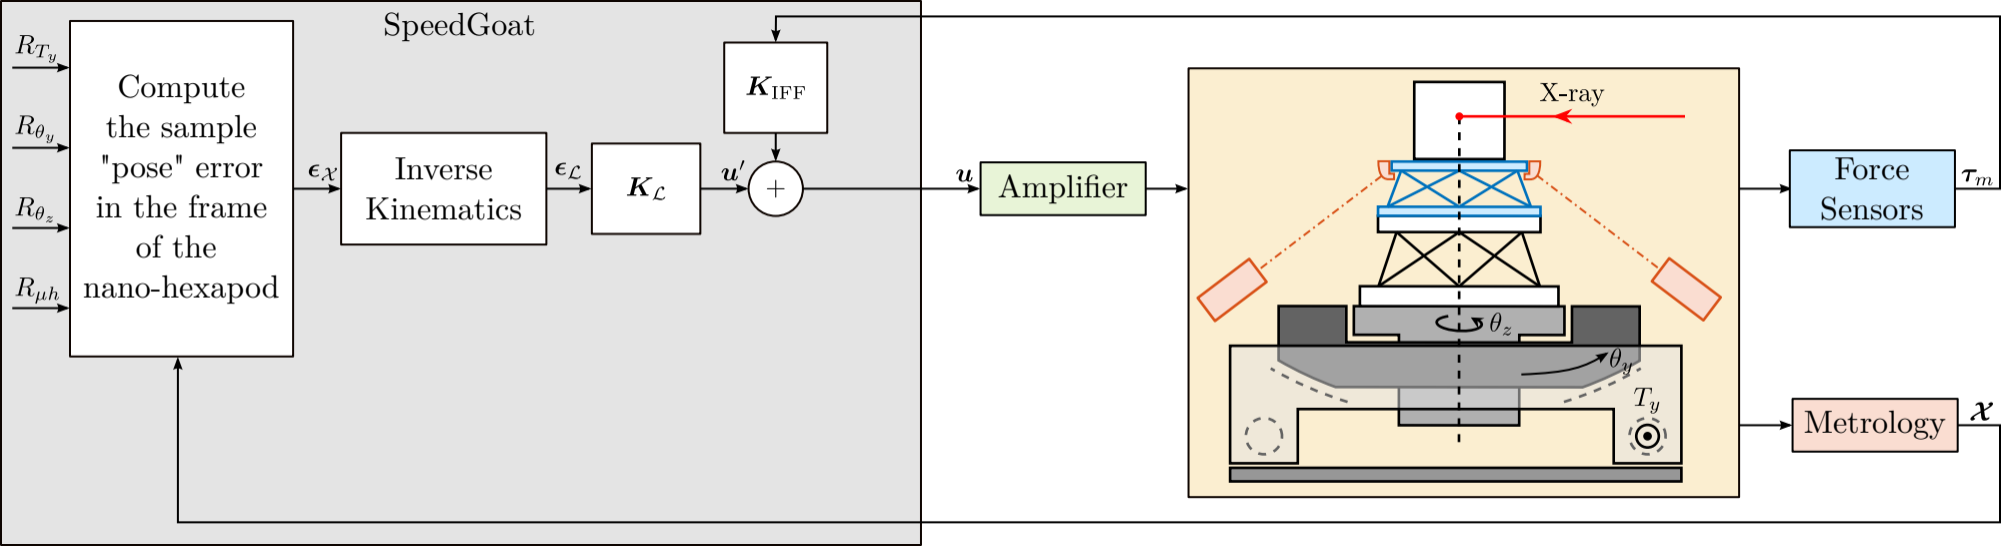 SpeedGoat
R_{T_y}
R_{θ_y}
R_{θ_z}
R_{μh}
Compute
the sample
"pose" error
in the frame
of the
nano-hexapod
ϵ_𝒳
Inverse
Kinematics
ϵ_ℒ
K_ℒ
u′
K_IFF
+
u
Amplifier
X-ray
θ_z
θ_y
T_y
Force
Sensors
τ_m
Metrology
𝒳